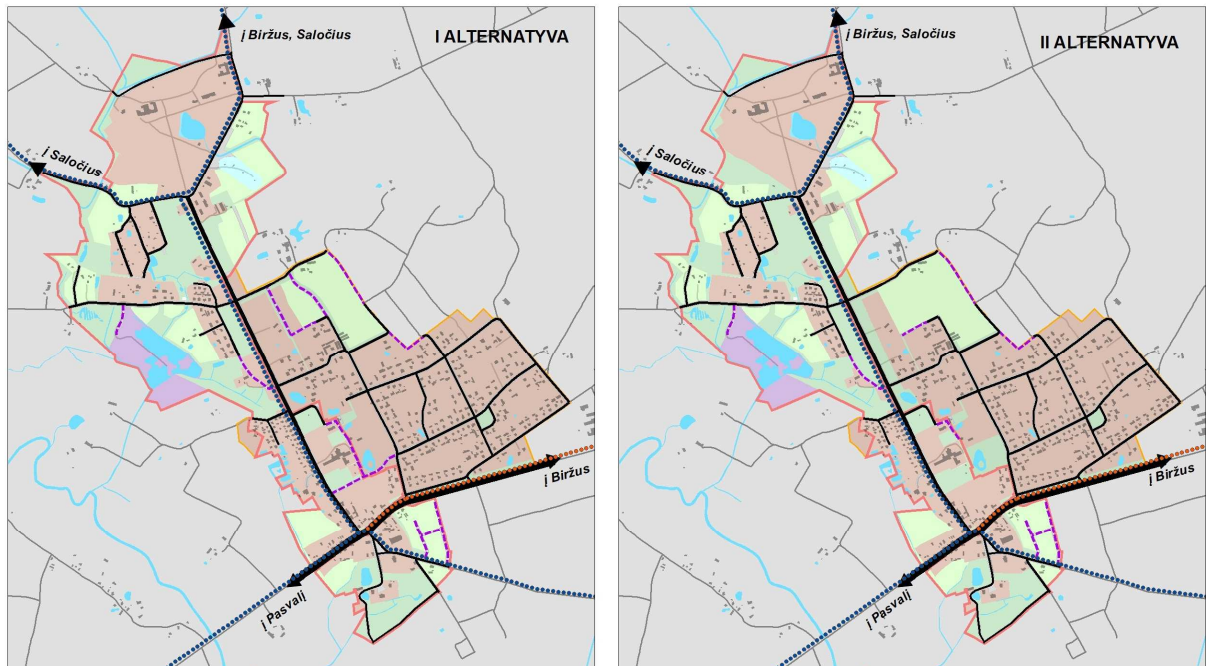 I ALTERNATYVA
į Biržus, Saločius
į Saločius
į Biržus
į Pasvalį
II ALTERNATYVA
į Biržus, Saločius
į Saločius
į Biržus
į Pasvalį